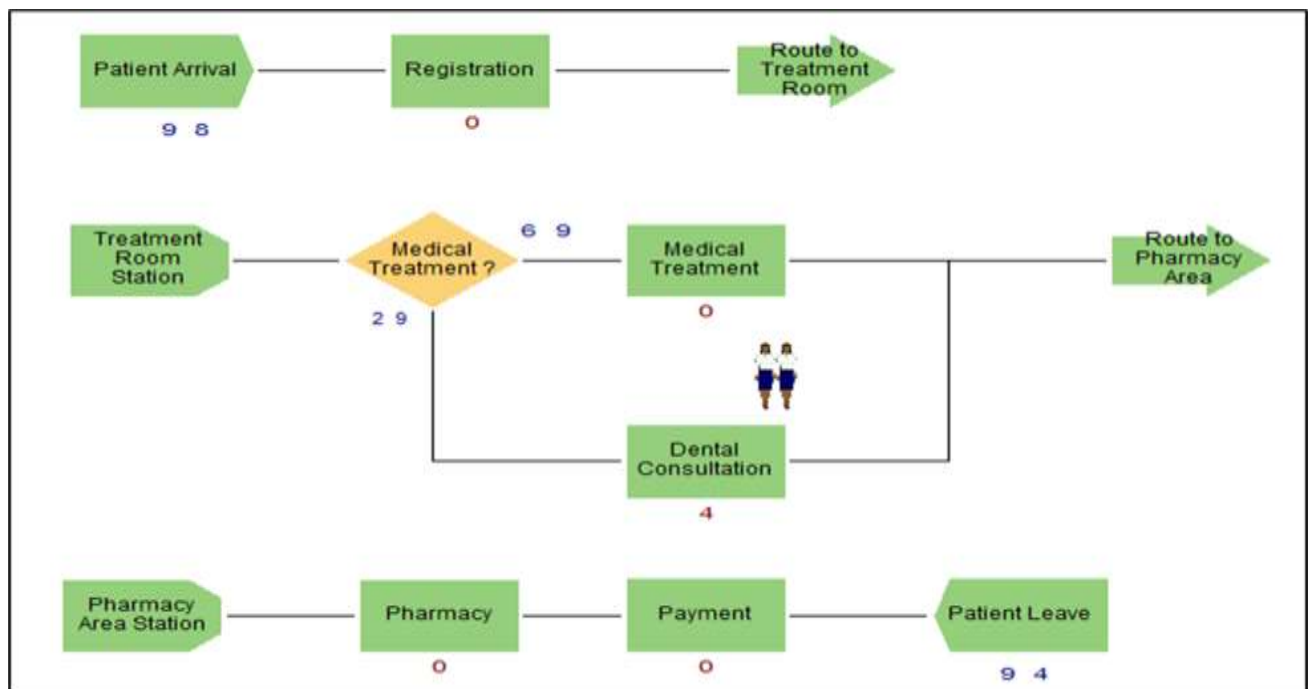 Patient Arrival
9 8
Registration
0
Route to
Treatment
Room
Treatment
Room
Station
Medical
Treatment ?
6 9
2 9
Medical
Treatment
0
Route to
Pharmacy
Area
Dental
Consultation
4
Pharmacy
Area Station
Pharmacy
0
Payment
0
Patient Leave
9 4